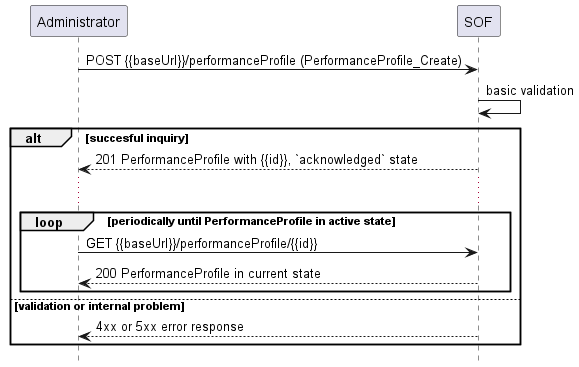 Administrator
SOF
POST {{baseUrl}}/performanceProfile (PerformanceProfile_Create)
basic validation
alt [succesful inquiry]
201 PerformanceProfile with {{id}}, `acknowledged` state
loop [periodically until PerformanceProfile in active state]
GET {{baseUrl}}/performanceProfile/{{id}}
200 PerformanceProfile in current state
[validation or internal problem]
4xx or 5xx error response